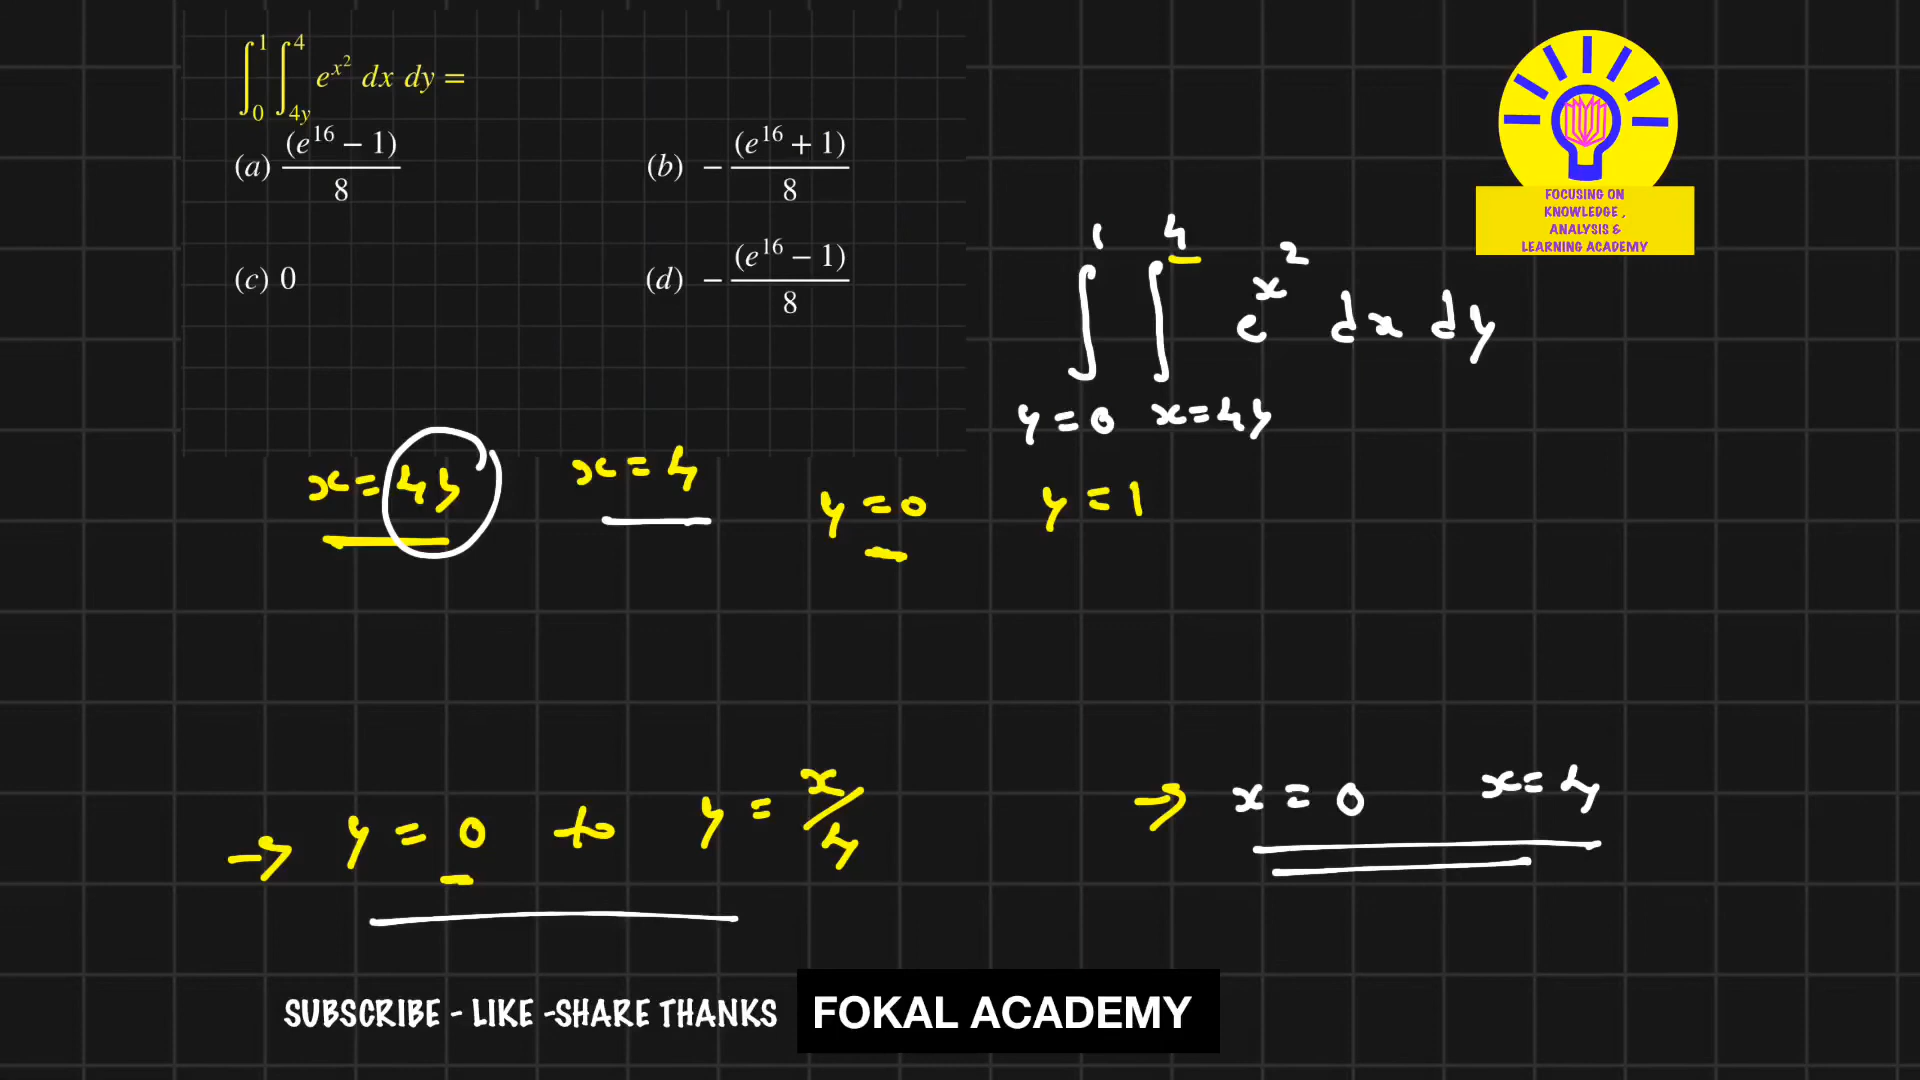 ∫₀¹ ∫₄ᵧ⁴ e^{x²} dx dy =
(a) (e¹⁶ − 1)/8 (b) −(e¹⁶ + 1)/8
(c) 0 (d) −(e¹⁶ − 1)/8
FOCUSING ON
KNOWLEDGE ,
ANALYSIS &
LEARNING ACADEMY
1 4
∫ ∫ e^{x²} dx dy
y = 0 x = 4y
x = 4y x = 4 y = 0 y = 1
→ y = 0 to y = x/4 → x = 0 x = 4
SUBSCRIBE - LIKE -SHARE THANKS
FOKAL ACADEMY